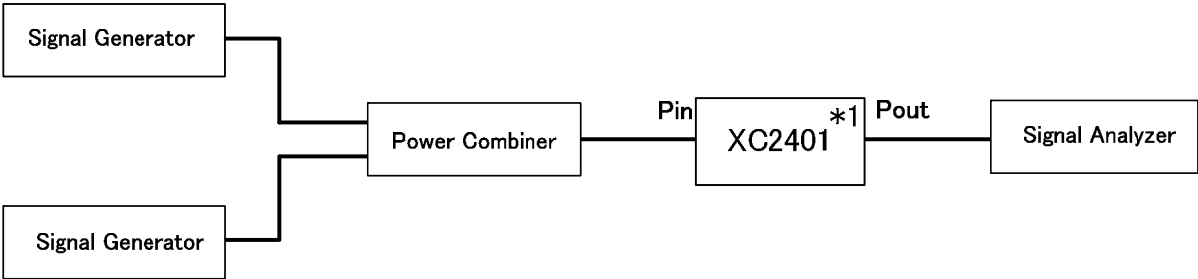 Signal Generator
Power Combiner
Pin
XC2401
*1
Pout
Signal Analyzer
Signal Generator